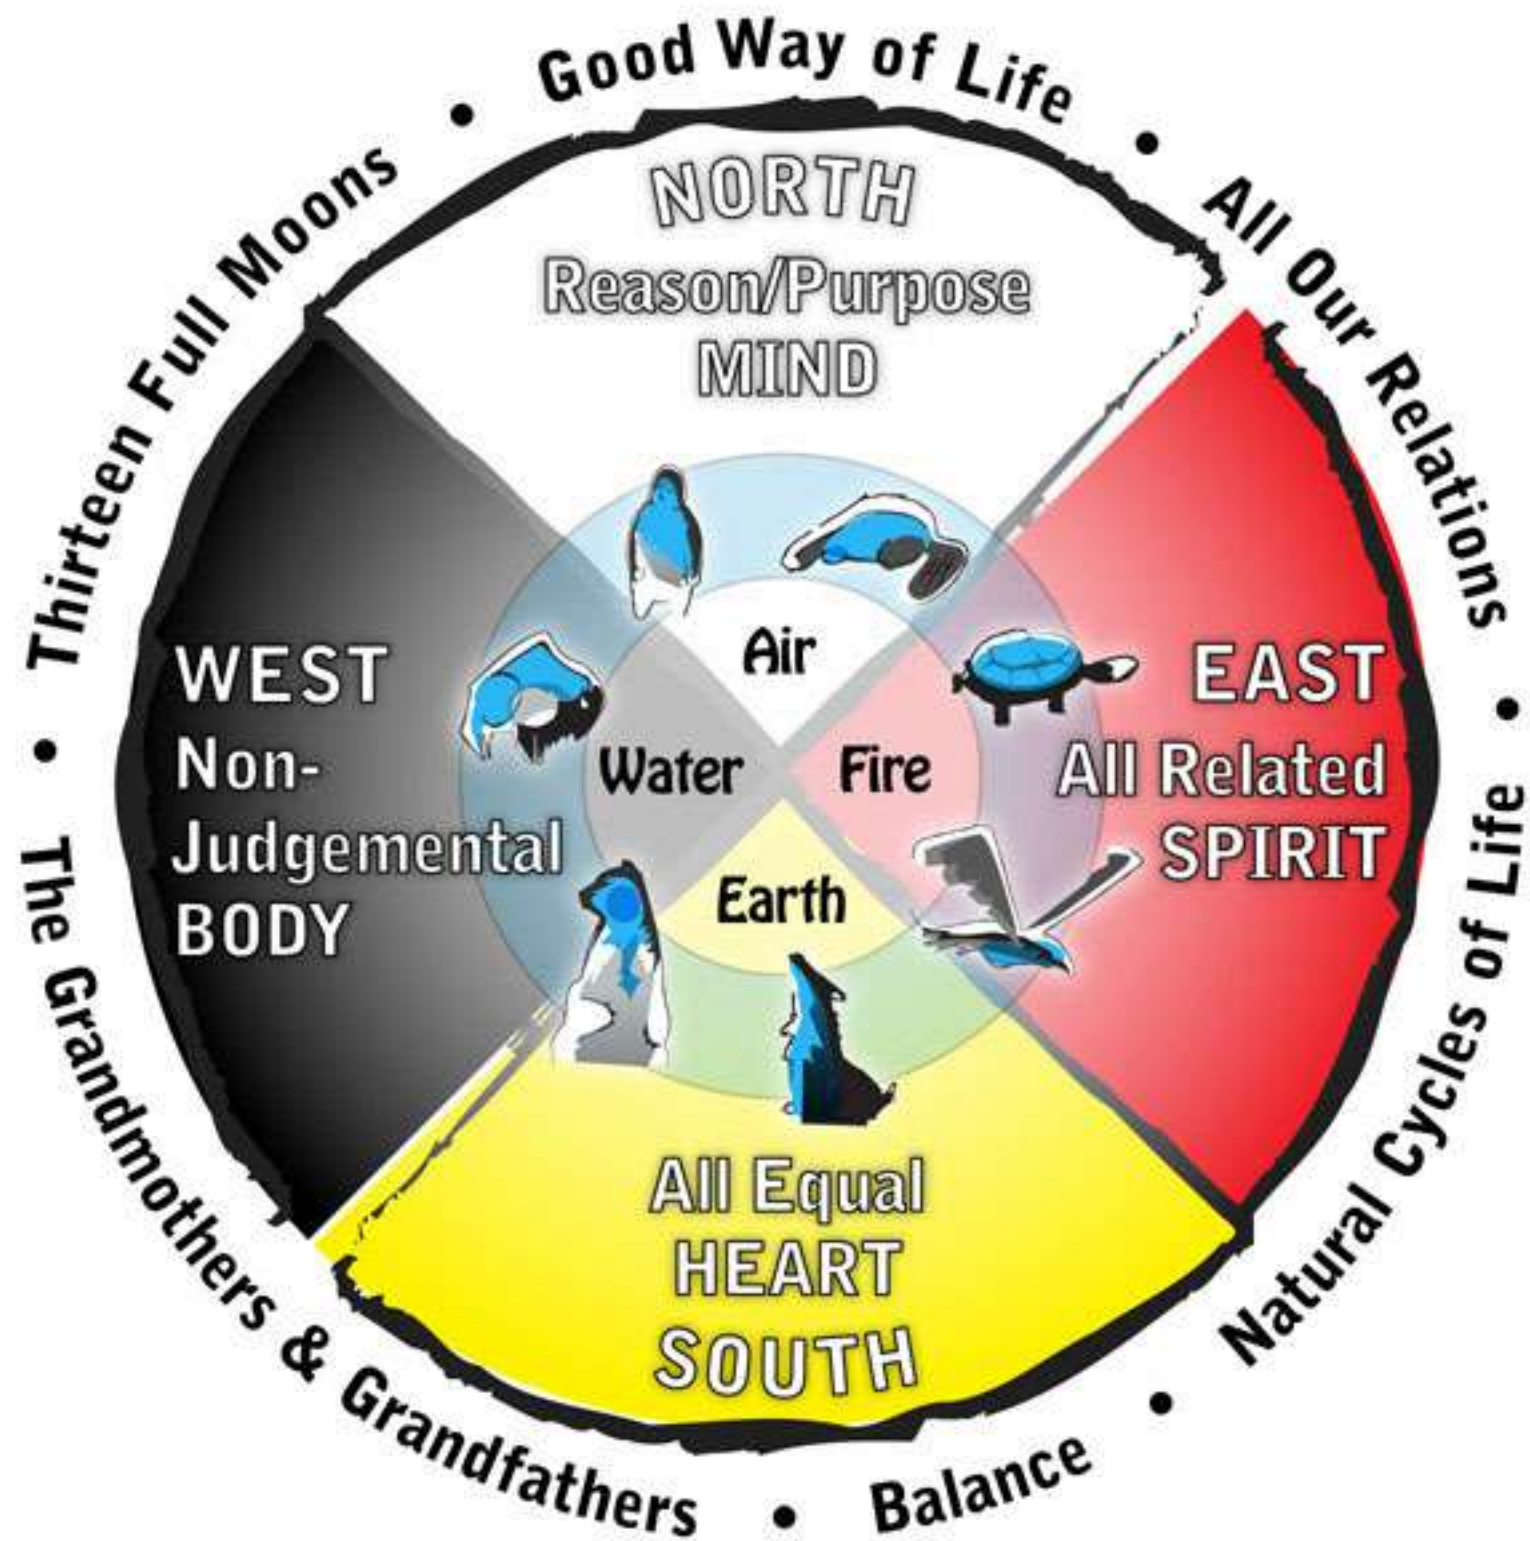 Good Way of Life
All Our Relations
Natural Cycles of Life
Balance
The Grandmothers & Grandfathers
Thirteen Full Moons
NORTH
Reason/Purpose
MIND
Air
WEST
Non-
Judgemental
BODY
Water
Fire
EAST
All Related
SPIRIT
Earth
All Equal
HEART
SOUTH